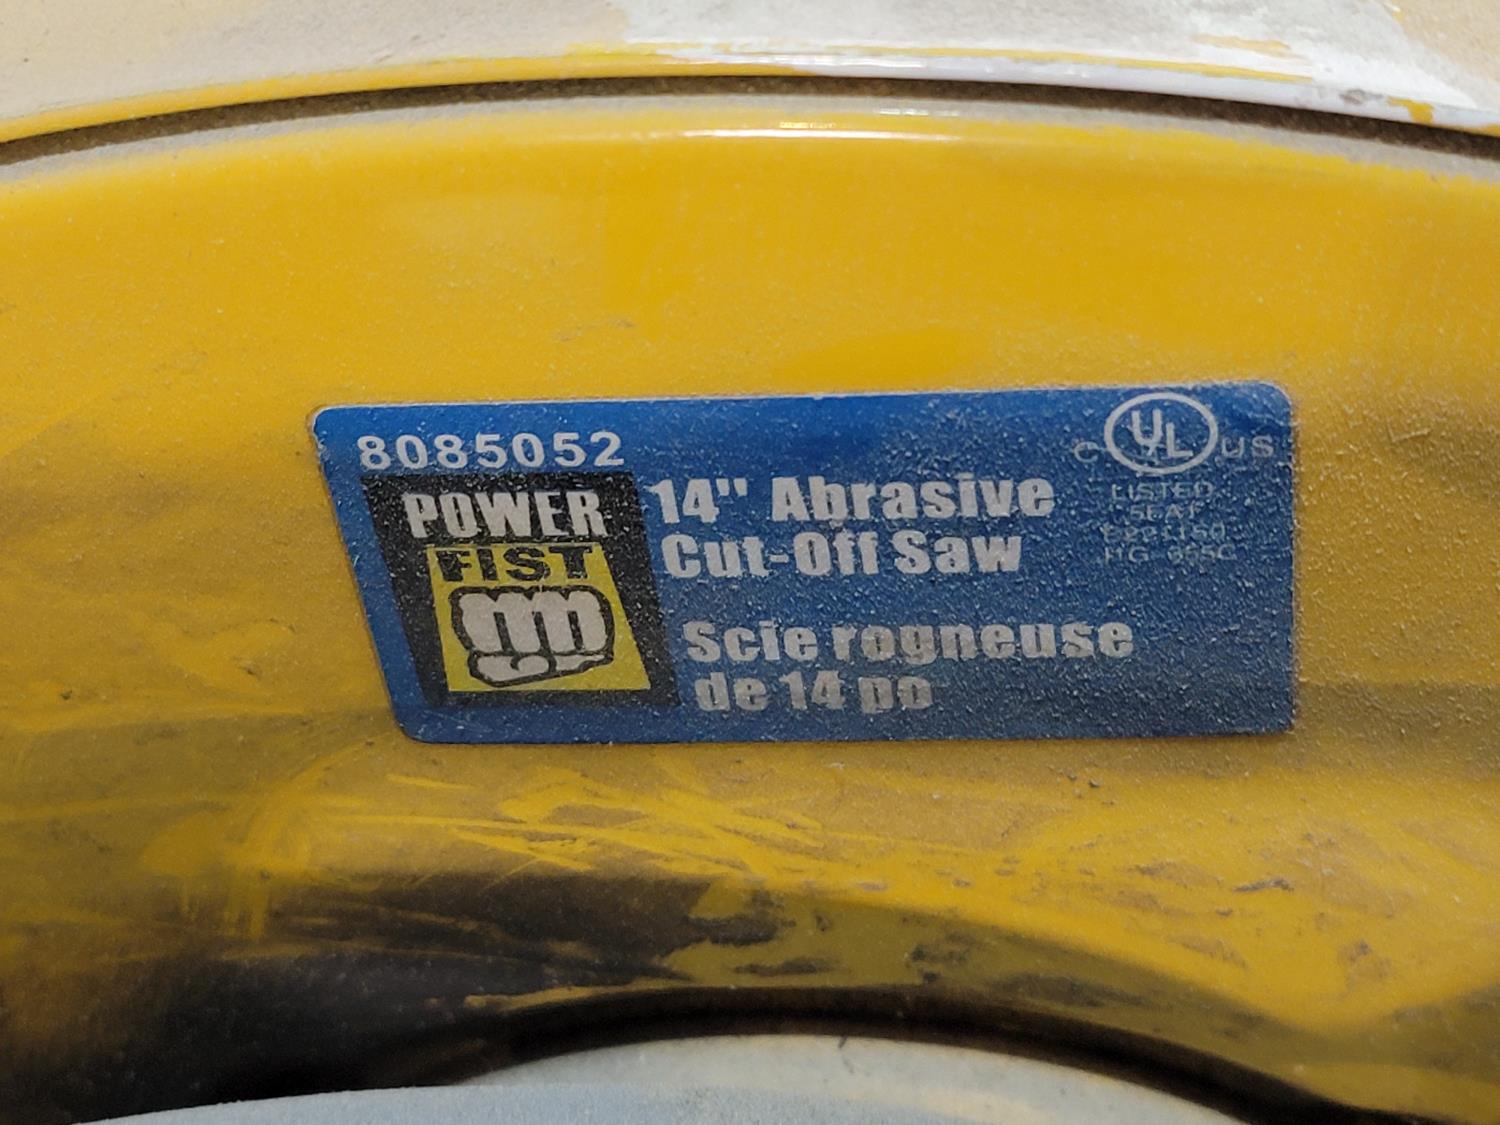 8085052
POWER
FIST
14" Abrasive
Cut-Off Saw
Scie rogneuse
de 14 po
C UL US
LISTED